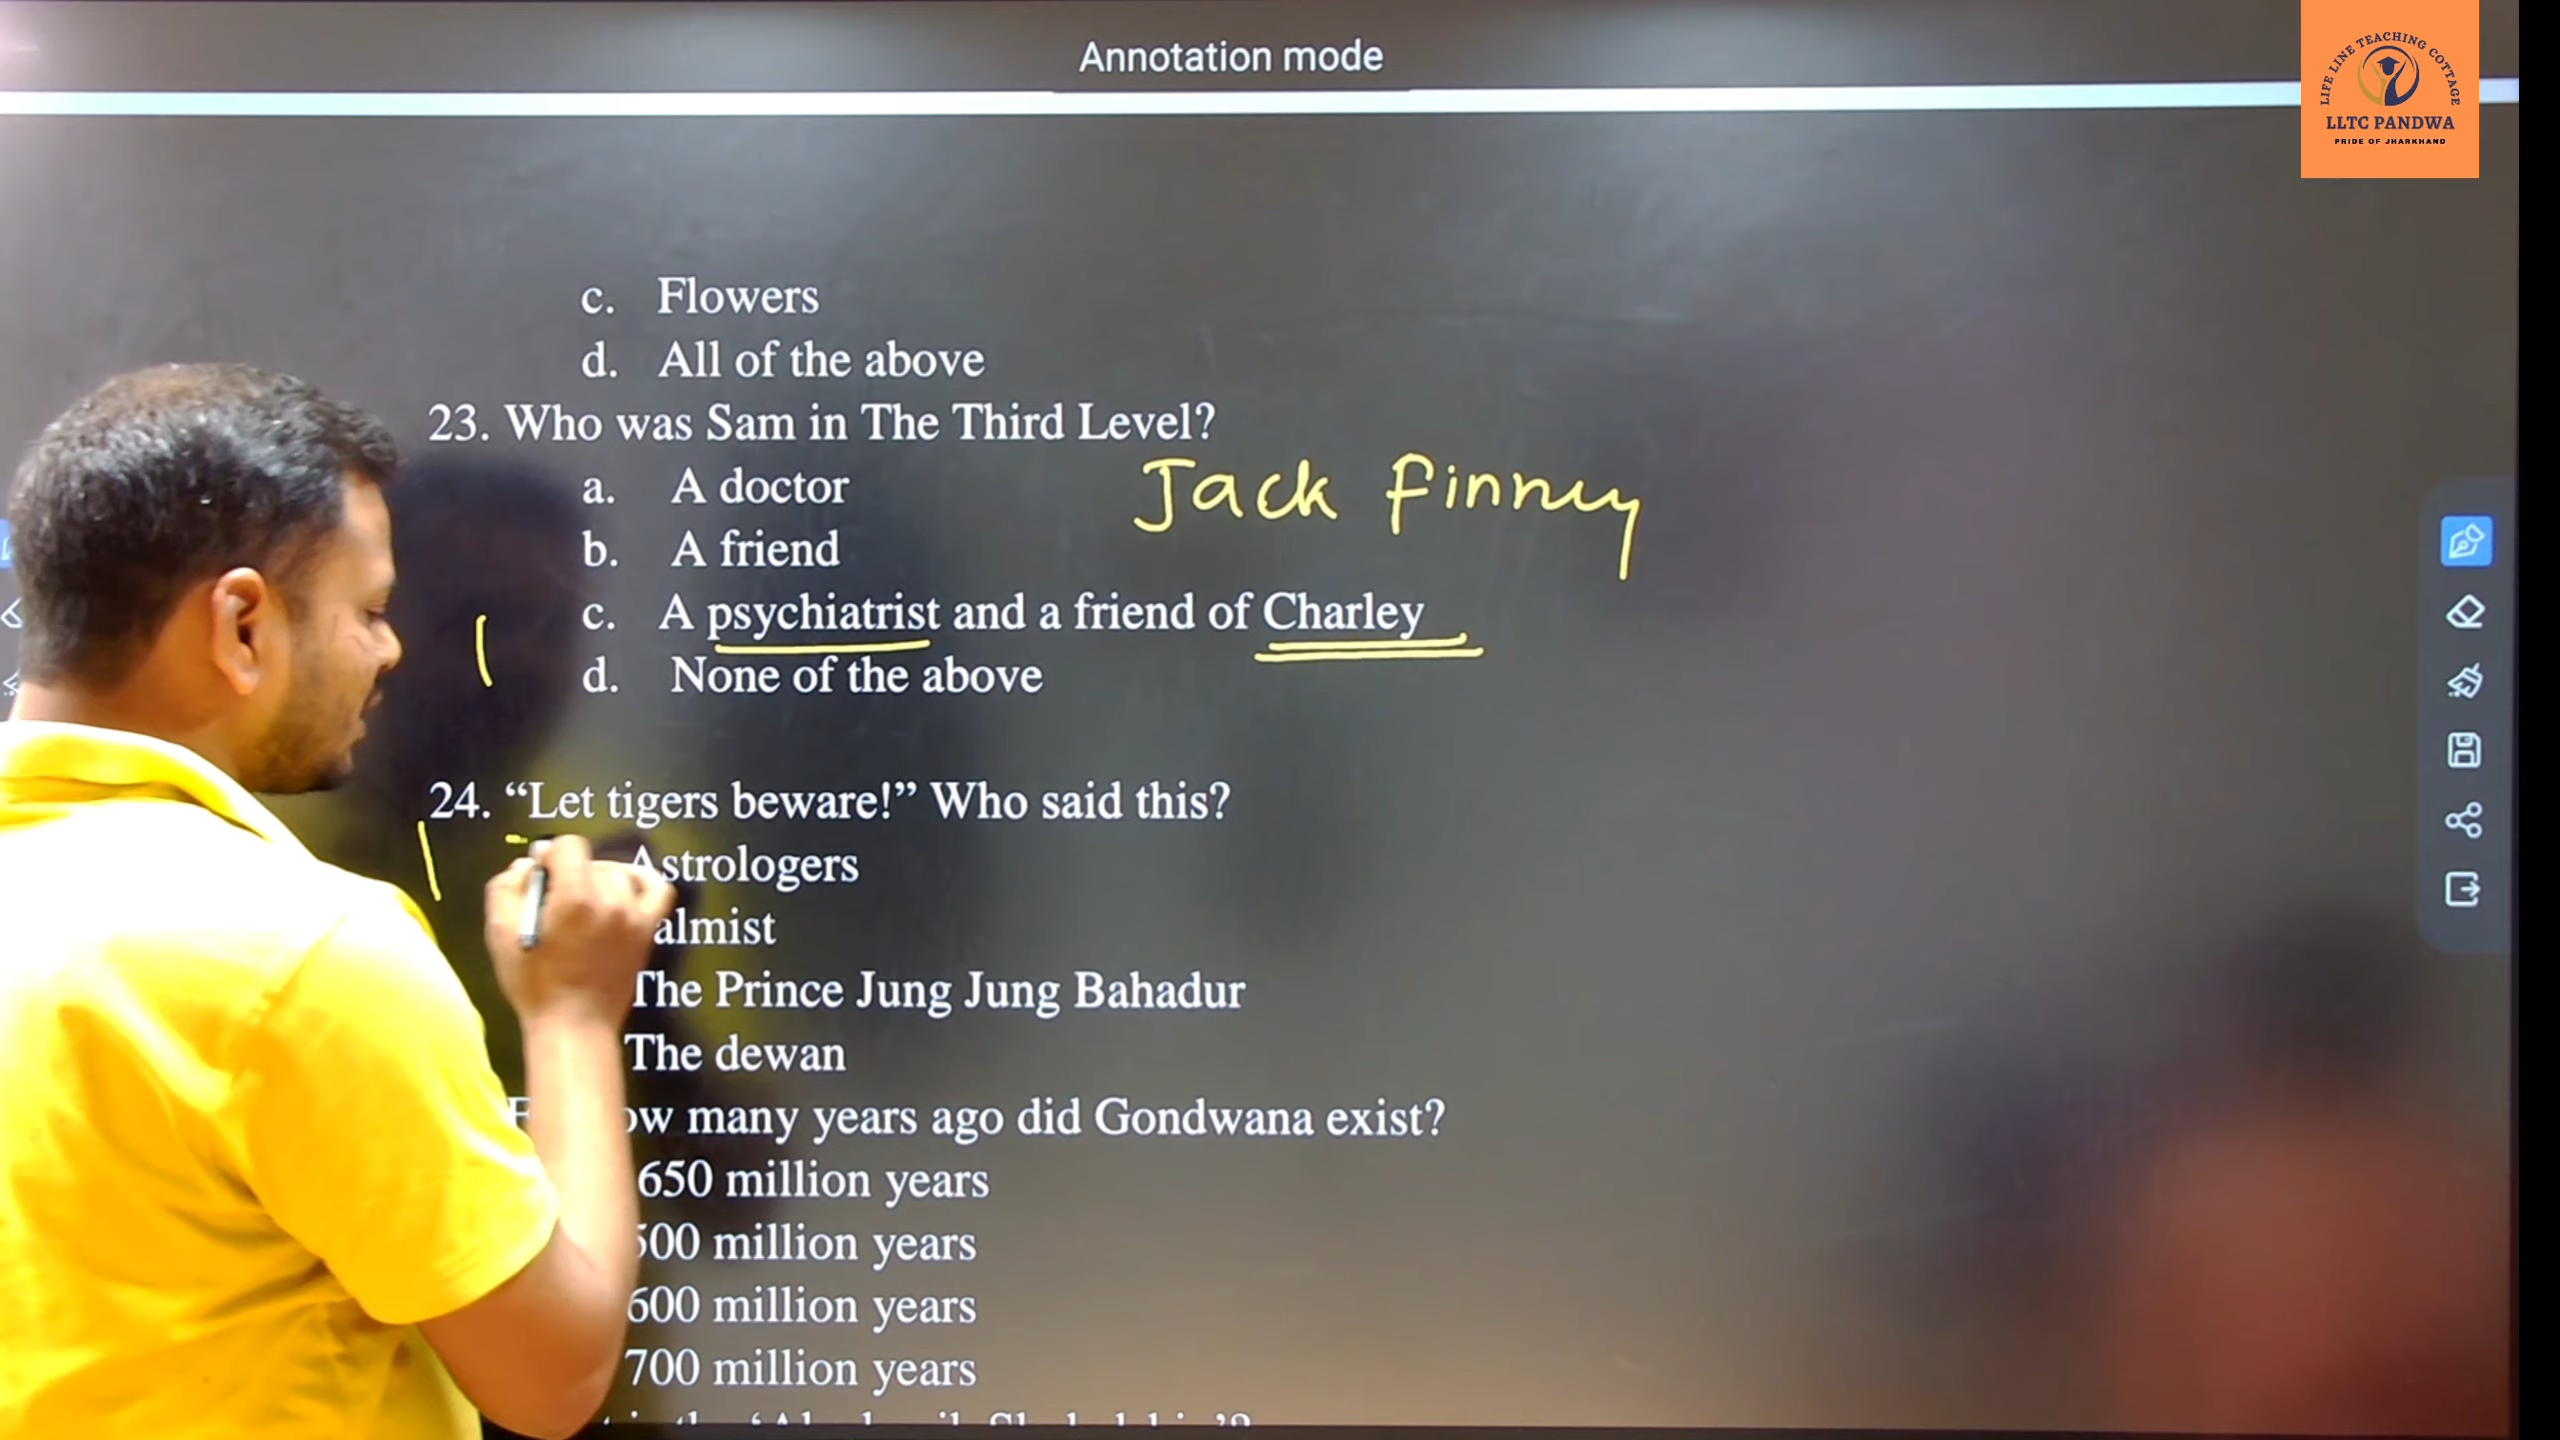 Annotation mode
LIFE LINE TEACHING COTTAGE
LLTC PANDWA
PRIDE OF JHARKHAND
c. Flowers
d. All of the above
23. Who was Sam in The Third Level?
a. A doctor
Jack Finney
b. A friend
c. A psychiatrist and a friend of Charley
d. None of the above
24. “Let tigers beware!” Who said this?
Astrologers
almist
The Prince Jung Jung Bahadur
The dewan
many years ago did Gondwana exist?
650 million years
500 million years
600 million years
700 million years